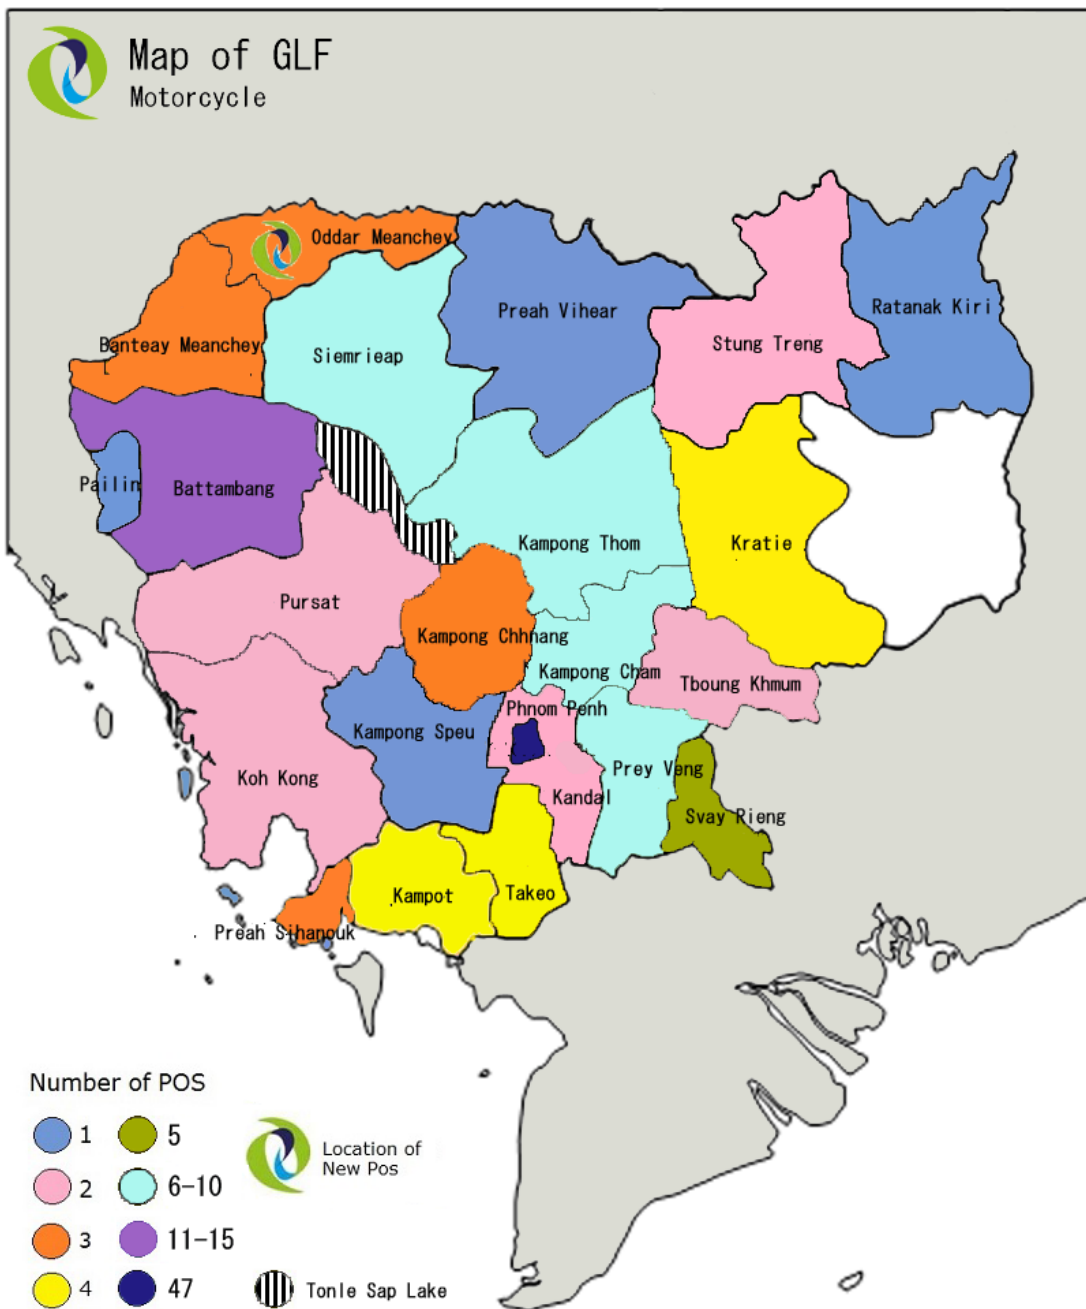 Map of GLF
Motorcycle
Oddar Meanchey
Preah Vihear
Ratanak Kiri
Banteay Meanchey
Siemrieap
Stung Treng
Pailin
Battambang
Kampong Thom
Kratie
Pursat
Kampong Chhnang
Kampong Cham
Tboung Khmum
Phnom Penh
Kampong Speu
Koh Kong
Prey Veng
Kandal
Svay Rieng
Kampot
Takeo
Preah Sihanouk
Number of POS
1
5
2
6-10
3
11-15
4
47
Location of
New Pos
Tonle Sap Lake